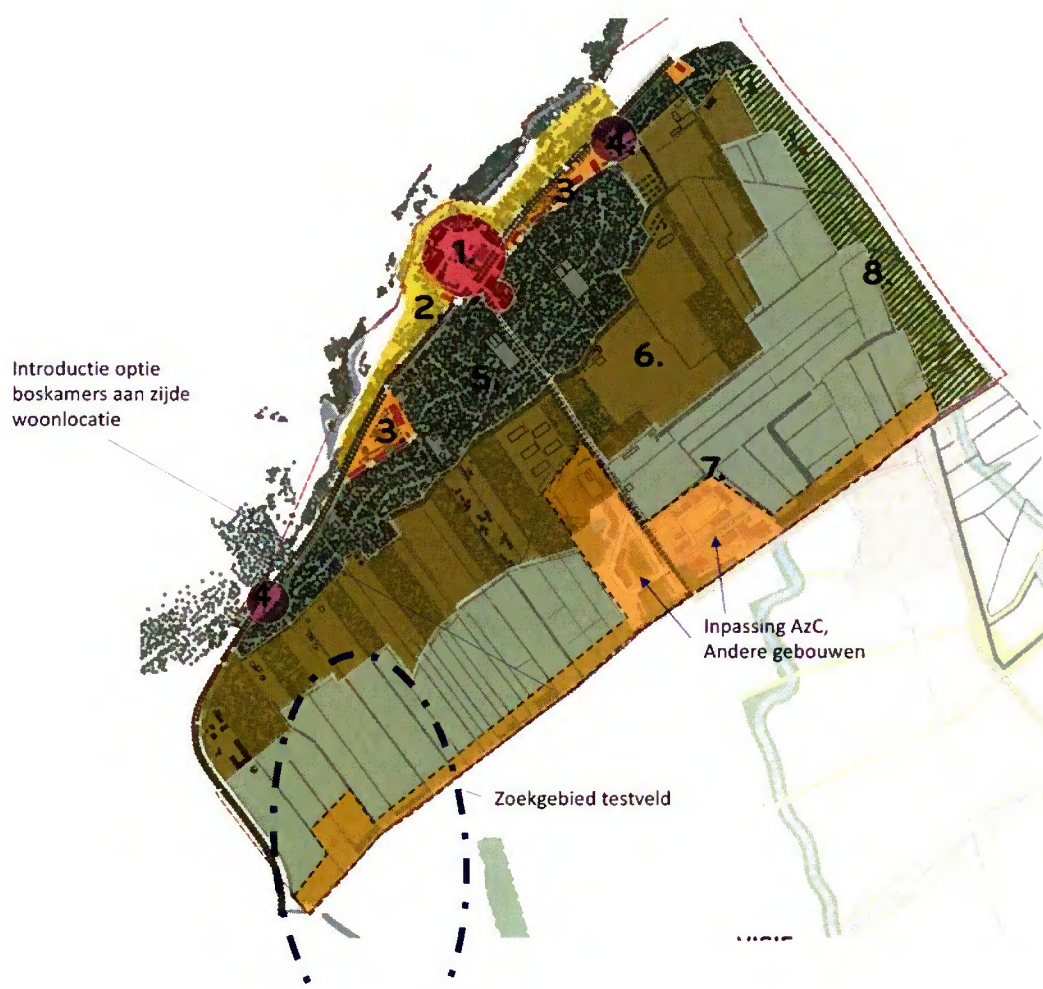 4.
3
1.
8.
2.
6.
Introductie optie
boskamers aan zijde
woonlocatie
5.
3
7.
4.
Inpassing AzC,
Andere gebouwen
Zoekgebied testveld